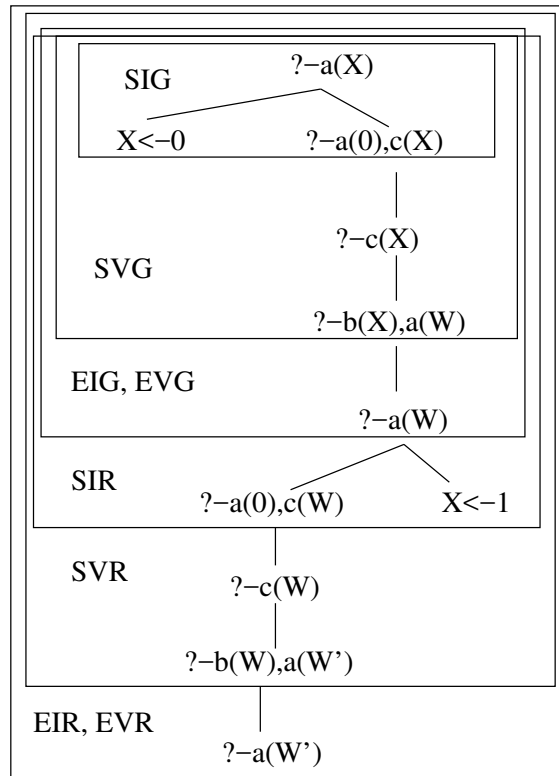 ?−a(X)
SIG
X<−0 ?−a(0),c(X)
?−c(X)
SVG
?−b(X),a(W)
EIG, EVG
?−a(W)
SIR
?−a(0),c(W) X<−1
SVR
?−c(W)
?−b(W),a(W’)
EIR, EVR
?−a(W’)